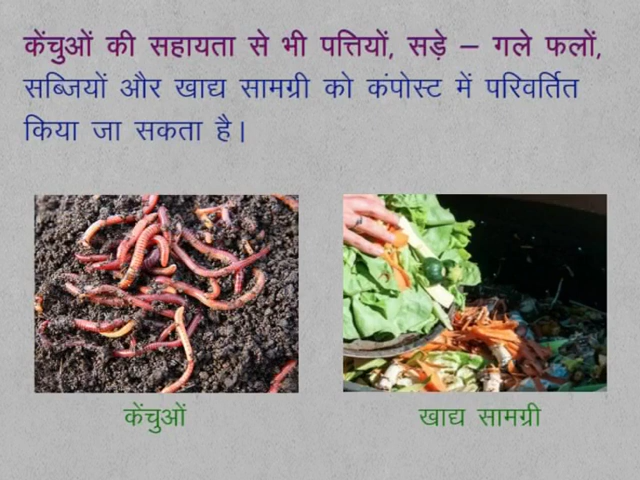 केंचुओं की सहायता से भी पत्तियों, सड़े – गले फलों,
सब्जियों और खाद्य सामग्री को कंपोस्ट में परिवर्तित
किया जा सकता है।
केंचुओं
खाद्य सामग्री